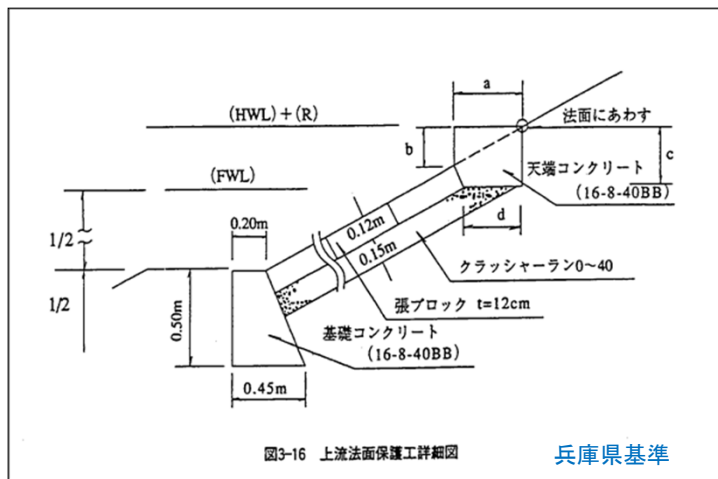 a
(HWL)+(R)
法面にあわす
b
c
天端コンクリート
(16-8-40BB)
(FWL)
0.20m
0.12m
d
1/2
0.15m
クラッシャーラン0~40
1/2
0.50m
張ブロック t=12cm
基礎コンクリート
(16-8-40BB)
0.45m
図3-16 上流法面保護工詳細図
兵庫県基準